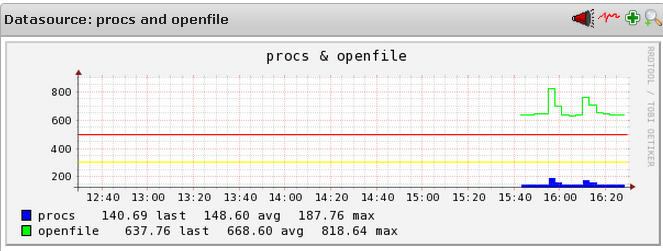 Datasource: procs and openfile
procs & openfile
RRDTOOL / TOBI OETIKER
800
600
400
200
12:40 13:00 13:20 13:40 14:00 14:20 14:40 15:00 15:20 15:40 16:00 16:20
procs 140.69 last 148.60 avg 187.76 max
openfile 637.76 last 668.60 avg 818.64 max